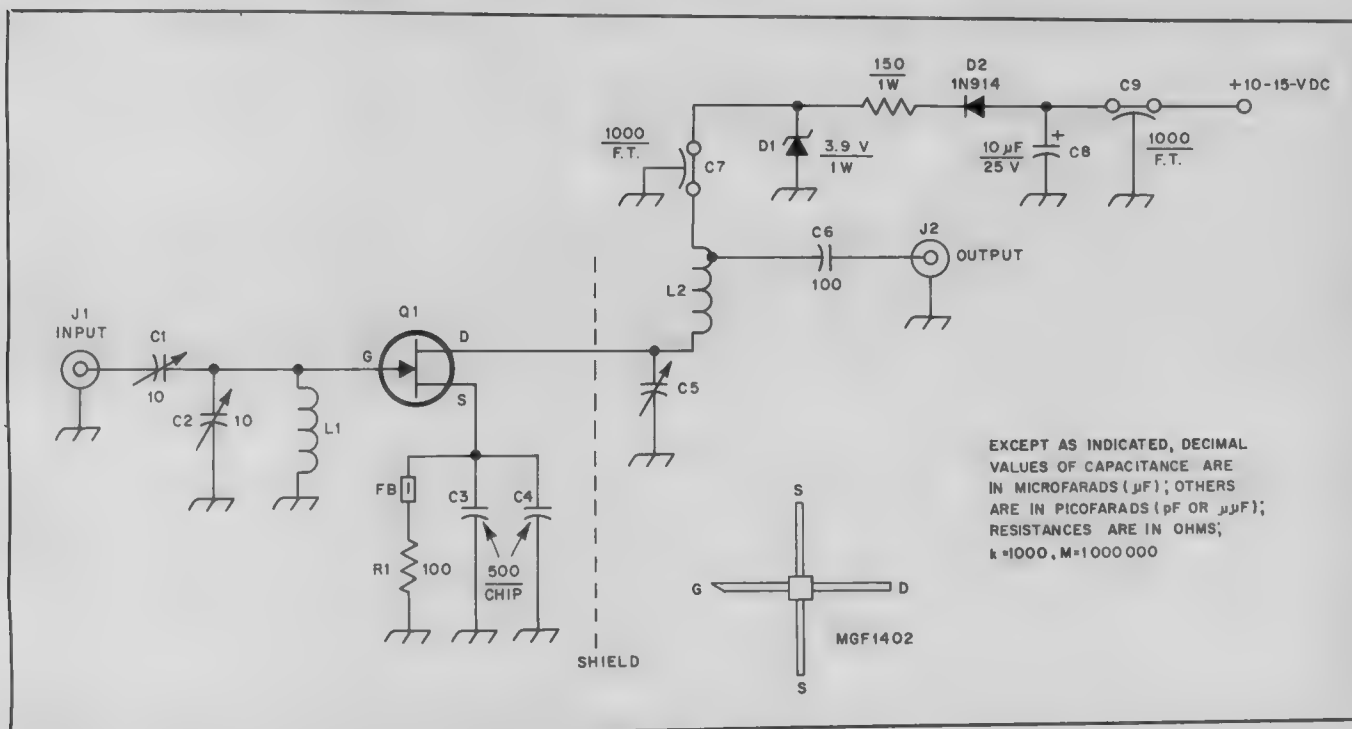 150
1W
D2
1N914
C9
+10-15-VDC
1000
F.T.
C7
D1
3.9 V
1W
10 µF
25 V
+
C8
1000
F.T.
C6
100
J2
OUTPUT
L2
J1
INPUT
C1
10
C2
10
L1
Q1
G
D
S
C5
FB
R1
100
C3
C4
500
CHIP
SHIELD
EXCEPT AS INDICATED, DECIMAL
VALUES OF CAPACITANCE ARE
IN MICROFARADS (µF); OTHERS
ARE IN PICOFARADS (pF OR µµF);
RESISTANCES ARE IN OHMS;
k=1000, M=1000000
S
G
D
MGF1402
S